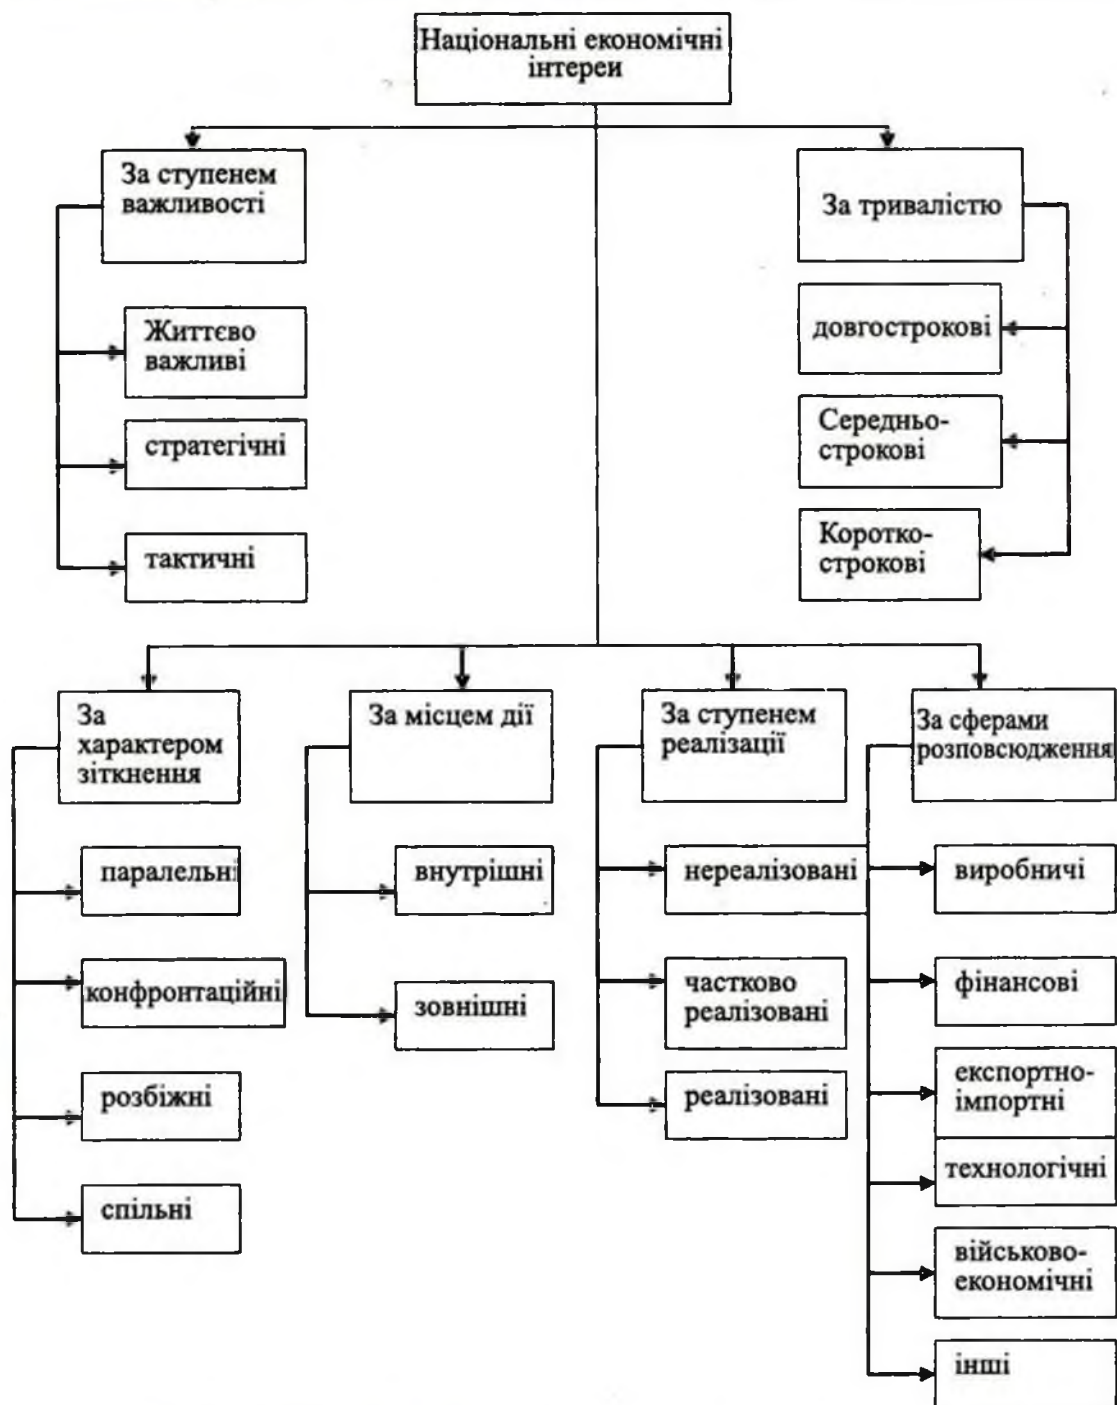 Національні економічні
інтереи
За ступенем
важливості
Життєво
важливі
стратегічні
тактичні
За тривалістю
довгострокові
Середньо-
строкові
Коротко-
строкові
За
характером
зіткнення
паралельні
конфронтаційні
розбіжні
спільні
За місцем дії
внутрішні
зовнішні
За ступенем
реалізації
нереалізовані
частково
реалізовані
реалізовані
За сферами
розповсюдження
виробничі
фінансові
експортно-
імпортні
технологічні
військово-
економічні
інші